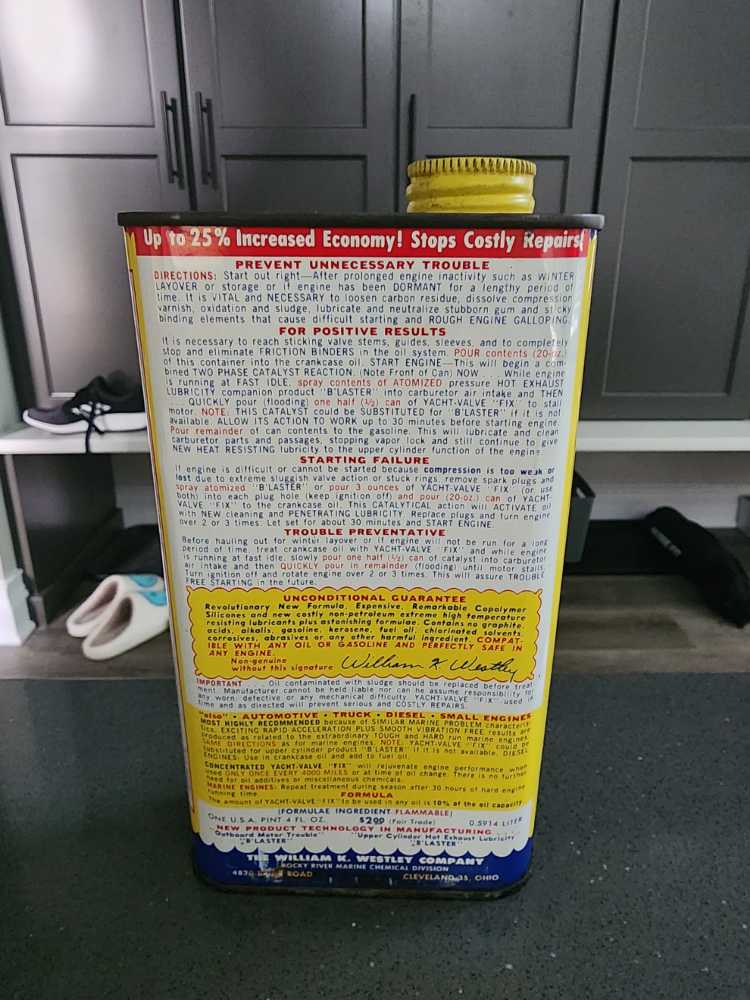 Up to 25% Increased Economy! Stops Costly Repairs!
PREVENT UNNECESSARY TROUBLE
DIRECTIONS: Start out right—After prolonged engine inactivity such as WINTER
LAYOVER or storage or if engine has been DORMANT for a lengthy period of
time. It is VITAL and NECESSARY to loosen carbon residue, dissolve compression
varnish, oxidation and sludge, lubricate and neutralize stubborn gum and sticky
binding elements that cause difficult starting and ROUGH ENGINE GALLOPING.
FOR POSITIVE RESULTS
It is necessary to reach sticking valve stems, guides, sleeves, and to completely
stop and eliminate FRICTION BINDERS in the oil system. POUR contents (20-oz.)
of this container into the crankcase oil. START ENGINE—This will begin a com-
bined TWO PHASE CATALYST REACTION. (Note Front of Can) NOW . . . While engine
is running at FAST IDLE, spray contents of ATOMIZED pressure HOT EXHAUST
LUBRICITY companion product "B'LASTER" into carburetor air intake and THEN
. . . QUICKLY pour (flooding) one half (½) can of YACHT-VALVE "FIX" to stall
motor. NOTE: THIS CATALYST could be SUBSTITUTED for "B'LASTER" if it is not
available. ALLOW ITS ACTION TO WORK up to 30 minutes before starting engine.
Pour remainder of can contents to the gasoline. This will lubricate and clean
carburetor parts and passages, stopping vapor lock and still continue to give
NEW HEAT RESISTING lubricity to the upper cylinder function of the engine.
STARTING FAILURE
If engine is difficult or cannot be started because compression is too weak or
lost due to extreme sluggish valve action or stuck rings, remove spark plugs and
spray atomized "B'LASTER" or pour 3 ounces of YACHT-VALVE "FIX" (or use
both) into each plug hole (keep ignition off) and pour (20-oz.) can of YACHT-
VALVE "FIX" to the crankcase oil. This CATALYTICAL action will ACTIVATE oil
with NEW cleaning and PENETRATING LUBRICITY. Replace plugs and turn engine
over 2 or 3 times. Let set for about 30 minutes and START ENGINE.
TROUBLE PREVENTATIVE
Before hauling out for winter layover or if engine will not be run for a long
period of time, treat crankcase oil with YACHT-VALVE "FIX" and while engine
is running at fast idle, slowly pour one half (½) can of catalyst into carburetor
air intake and then QUICKLY pour in remainder (flooding) until motor stalls.
Turn ignition off and rotate engine over 2 or 3 times. This will assure TROUBLE
FREE STARTING in the future.
UNCONDITIONAL GUARANTEE
Revolutionary New Formula, Expensive, Remarkable Copolymer
Silicones and new costly non-petroleum extreme high temperature
resisting lubricants plus astonishing formulae. Contains no graphite,
acids, alkalis, gasoline, kerosene, fuel oil, chlorinated solvents,
corrosives, abrasives or any other harmful ingredient. COMPAT-
IBLE WITH ANY OIL OR GASOLINE AND PERFECTLY SAFE IN
ANY ENGINE.
Non-genuine
without this signature William K. Westley
IMPORTANT . . . Oil contaminated with sludge should be replaced before treat-
ment. Manufacturer cannot be held liable nor can he assume responsibility for
any worn, defective or any mechanical difficulty. YACHT-VALVE "FIX" used in
time and as directed will prevent serious and COSTLY REPAIRS.
"also" • AUTOMOTIVE • TRUCK • DIESEL • SMALL ENGINES
MOST HIGHLY RECOMMENDED because of SIMILAR MARINE PROBLEM characteris-
tics. EXCITING RAPID ACCELERATION PLUS SMOOTH VIBRATION FREE results are
produced as related to the extraordinary TOUGH and HARD run marine engines.
SAME DIRECTIONS as for marine engines. NOTE: YACHT-VALVE "FIX" could be
substituted for upper cylinder product "B'LASTER" if it is not available. DIESEL
ENGINES: Use in crankcase oil and add to fuel oil.
CONCENTRATED YACHT-VALVE "FIX" will rejuvenate engine performance when
used ONLY ONCE EVERY 4000 MILES or at time of oil change. There is no further
need for oil additives or miscellaneous chemicals.
MARINE ENGINES: Repeat treatment during season after 30 hours of hard engine
running time.
FORMULA
The amount of YACHT-VALVE "FIX" to be used in any oil is 10% of the oil capacity
(FORMULAE INGREDIENT FLAMMABLE)
ONE U.S.A. PINT 4 FL. OZ. $2.99 (Fair Trade) 0.5914 LITER
NEW PRODUCT TECHNOLOGY IN MANUFACTURING
"Outboard Motor Trouble" "Upper Cylinder Hot Exhaust Lubricity"
"B'LASTER" "B'LASTER"
THE WILLIAM K. WESTLEY COMPANY
ROCKY RIVER MARINE CHEMICAL DIVISION
ROAD CLEVELAND 35, OHIO